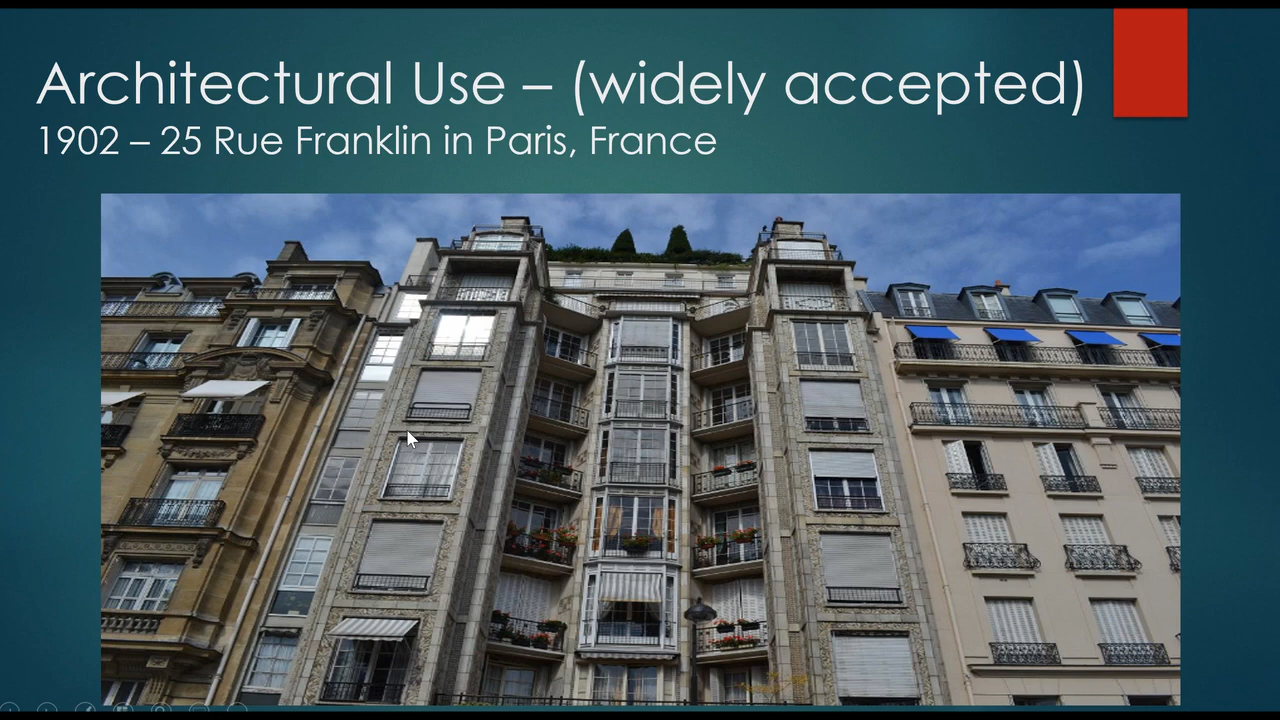 Architectural Use – (widely accepted)
1902 – 25 Rue Franklin in Paris, France